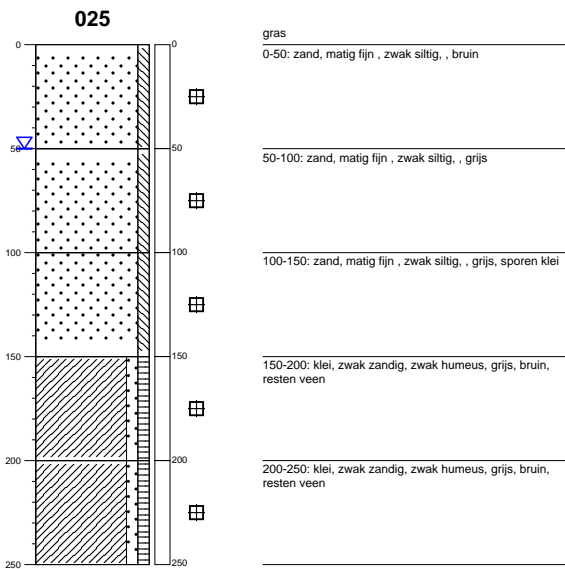 025
gras
0
0
0-50: zand, matig fijn , zwak siltig, , bruin
50
50
50-100: zand, matig fijn , zwak siltig, , grijs
100
100
100-150: zand, matig fijn , zwak siltig, , grijs, sporen klei
150
150
150-200: klei, zwak zandig, zwak humeus, grijs, bruin,
resten veen
200
200
200-250: klei, zwak zandig, zwak humeus, grijs, bruin,
resten veen
250
250